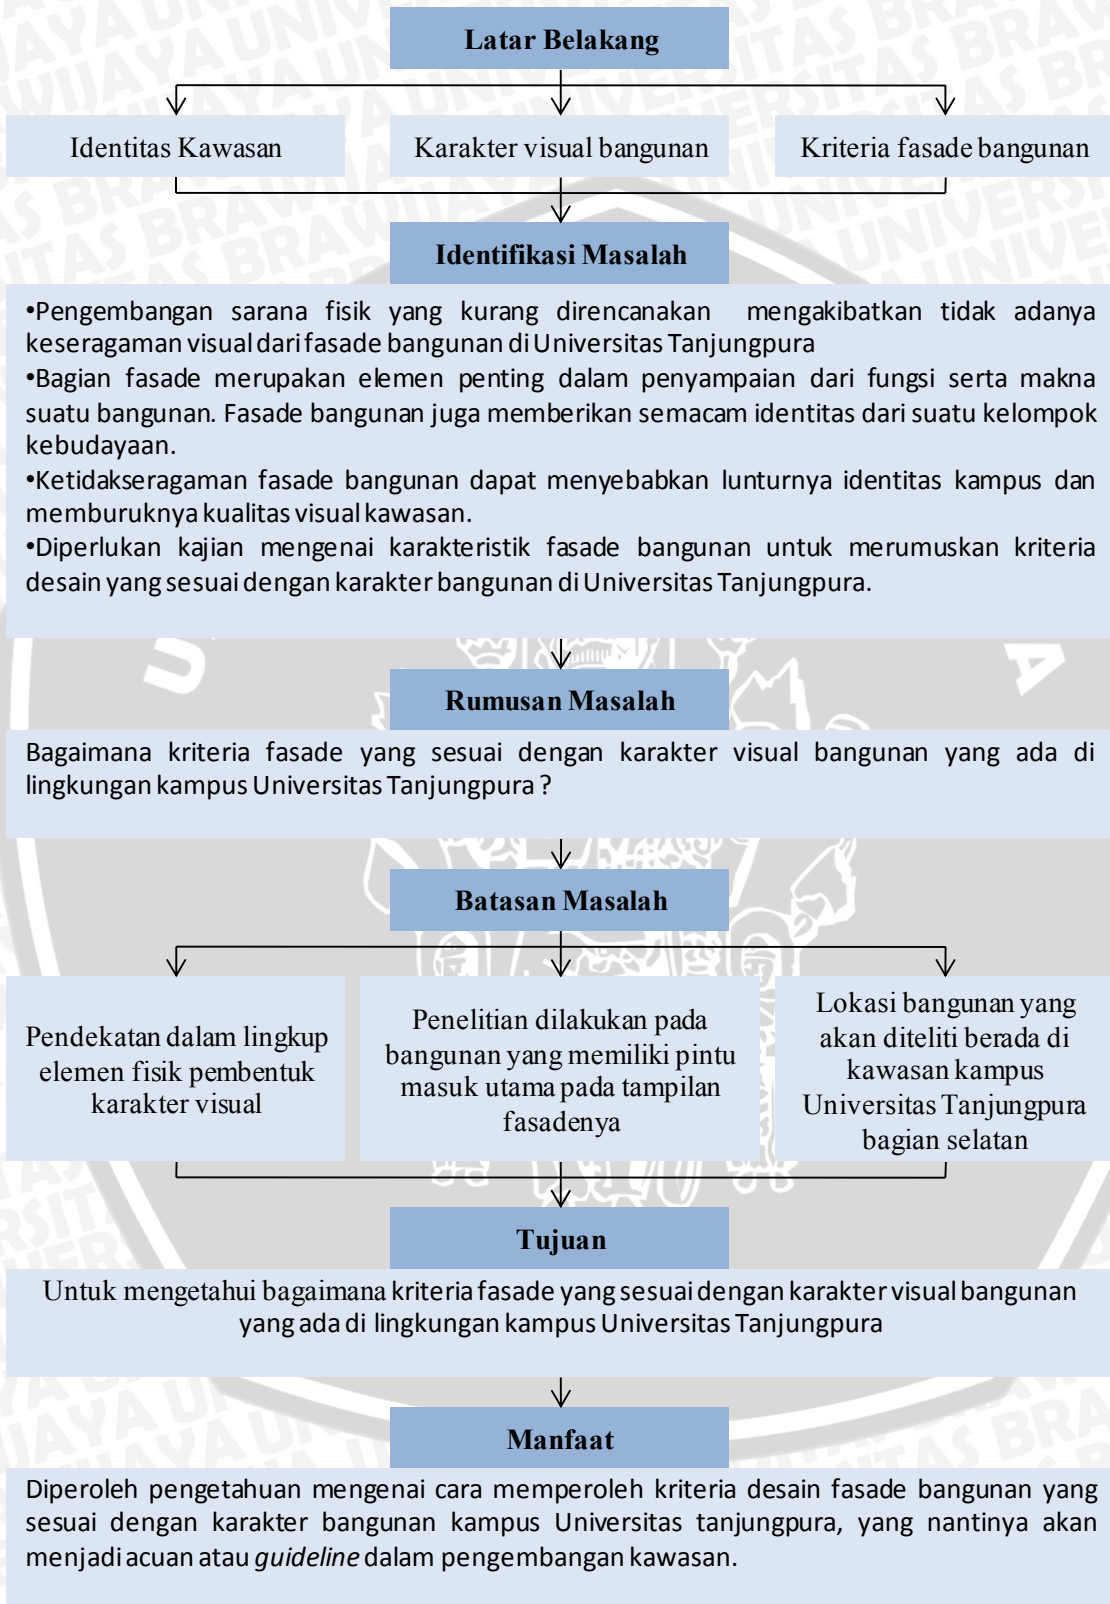 Latar Belakang
Identitas Kawasan
Karakter visual bangunan
Kriteria fasade bangunan
Identifikasi Masalah
•Pengembangan sarana fisik yang kurang direncanakan mengakibatkan tidak adanya
keseragaman visual dari fasade bangunan di Universitas Tanjungpura
•Bagian fasade merupakan elemen penting dalam penyampaian dari fungsi serta makna
suatu bangunan. Fasade bangunan juga memberikan semacam identitas dari suatu kelompok
kebudayaan.
•Ketidakseragaman fasade bangunan dapat menyebabkan lunturnya identitas kampus dan
memburuknya kualitas visual kawasan.
•Diperlukan kajian mengenai karakteristik fasade bangunan untuk merumuskan kriteria
desain yang sesuai dengan karakter bangunan di Universitas Tanjungpura.
Rumusan Masalah
Bagaimana kriteria fasade yang sesuai dengan karakter visual bangunan yang ada di
lingkungan kampus Universitas Tanjungpura ?
Batasan Masalah
Pendekatan dalam lingkup
elemen fisik pembentuk
karakter visual
Penelitian dilakukan pada
bangunan yang memiliki pintu
masuk utama pada tampilan
fasadenya
Lokasi bangunan yang
akan diteliti berada di
kawasan kampus
Universitas Tanjungpura
bagian selatan
Tujuan
Untuk mengetahui bagaimana kriteria fasade yang sesuai dengan karakter visual bangunan
yang ada di lingkungan kampus Universitas Tanjungpura
Manfaat
Diperoleh pengetahuan mengenai cara memperoleh kriteria desain fasade bangunan yang
sesuai dengan karakter bangunan kampus Universitas tanjungpura, yang nantinya akan
menjadi acuan atau guideline dalam pengembangan kawasan.